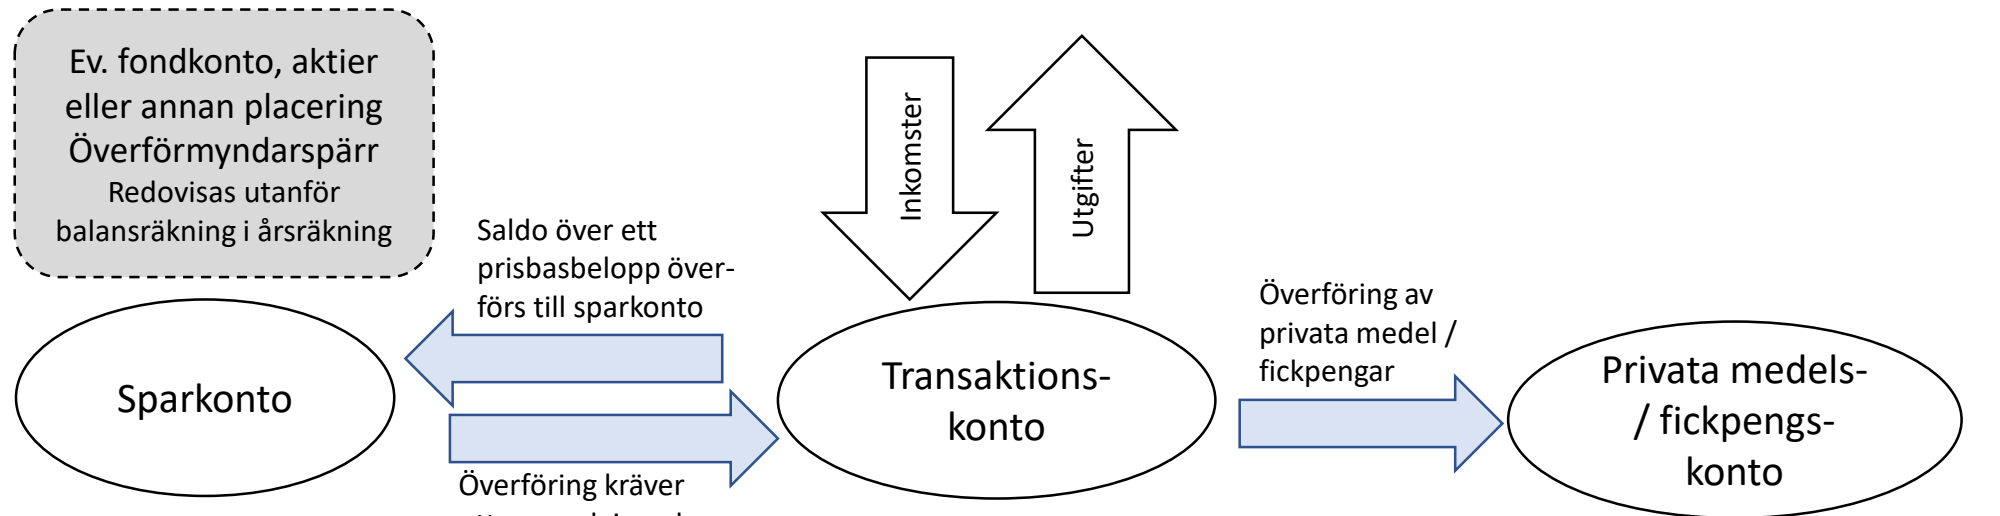 Ev. fondkonto, aktier
eller annan placering
Överförmyndarspärr
Redovisas utanför
balansräkning i årsräkning
Saldo över ett
prisbasbelopp över-
förs till sparkonto
Inkomster
Utgifter
Överföring av
privata medel /
fickpengar
Sparkonto
Transaktions-
konto
Privata medels-
/ fickpengs-
konto
Överföring kräver